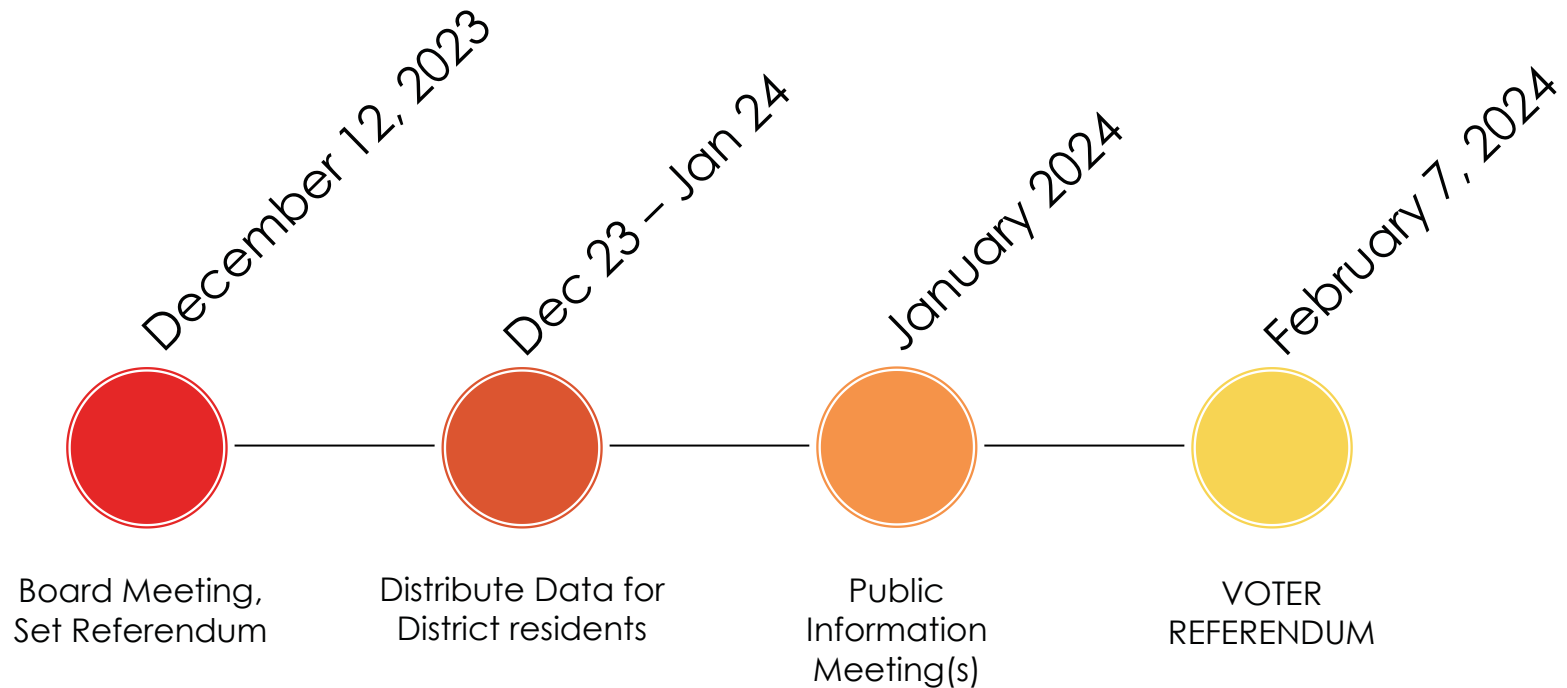 December 12, 2023
Dec 23 – Jan 24
January 2024
February 7, 2024
Board Meeting,
Set Referendum
Distribute Data for
District residents
Public
Information
Meeting(s)
VOTER
REFERENDUM